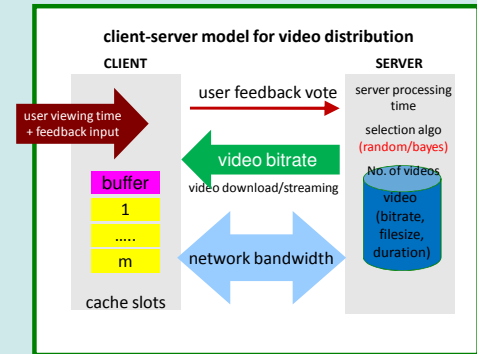 client-server model for video distribution
CLIENT
SERVER
user viewing time
+ feedback input
user feedback vote
video bitrate
video download/streaming
network bandwidth
buffer
1
.....
m
cache slots
server processing
time
selection algo
(random/bayes)
No. of videos
video
(bitrate,
filesize,
duration)